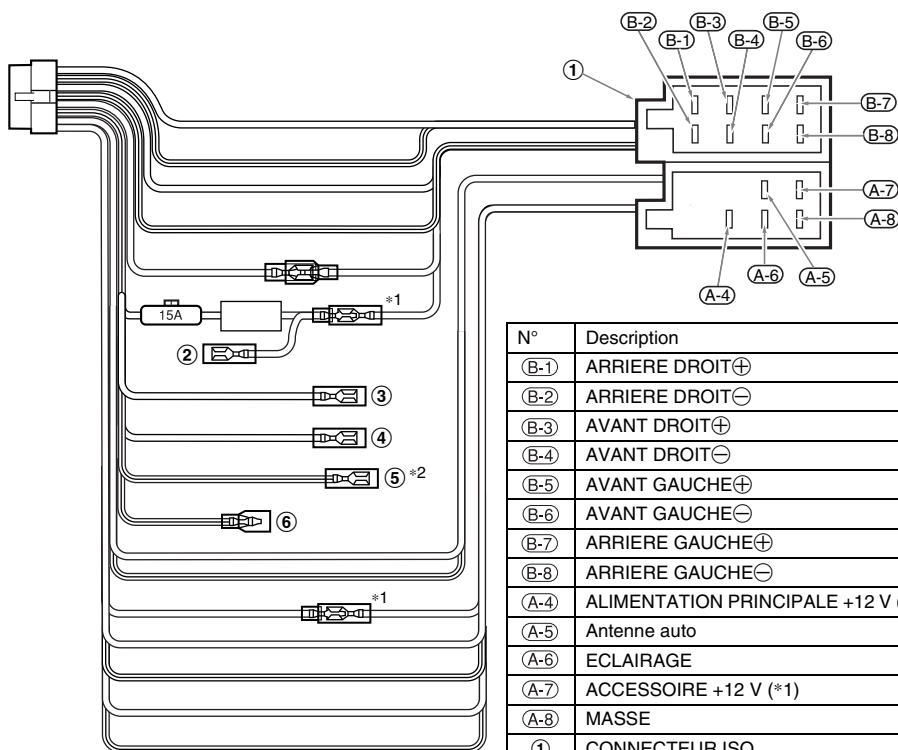 B-2
B-3
B-5
B-1
B-4
B-6
1
B-7
B-8
A-7
A-8
A-6
A-5
A-4
*1
15A
2
3
4
5 *2
6
*1
N° Description
B-1 ARRIERE DROIT⊕
B-2 ARRIERE DROIT⊖
B-3 AVANT DROIT⊕
B-4 AVANT DROIT⊖
B-5 AVANT GAUCHE⊕
B-6 AVANT GAUCHE⊖
B-7 ARRIERE GAUCHE⊕
B-8 ARRIERE GAUCHE⊖
A-4 ALIMENTATION PRINCIPALE +12 V (
A-5 Antenne auto
A-6 ECLAIRAGE
A-7 ACCESSOIRE +12 V (*1)
A-8 MASSE
1 CONNECTEUR ISO